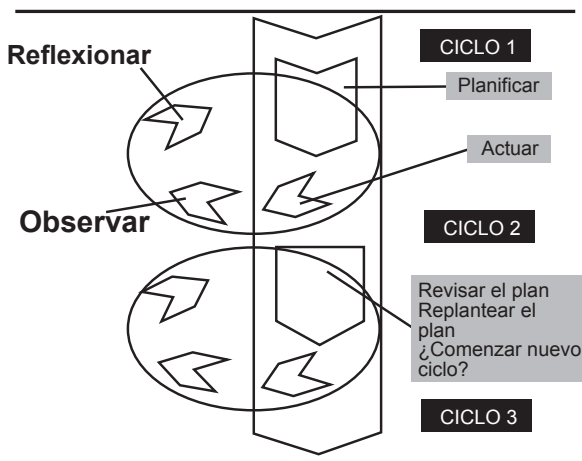 CICLO 1
Reflexionar
Planificar
Actuar
Observar
CICLO 2
Revisar el plan
Replantear el
plan
¿Comenzar nuevo
ciclo?
CICLO 3